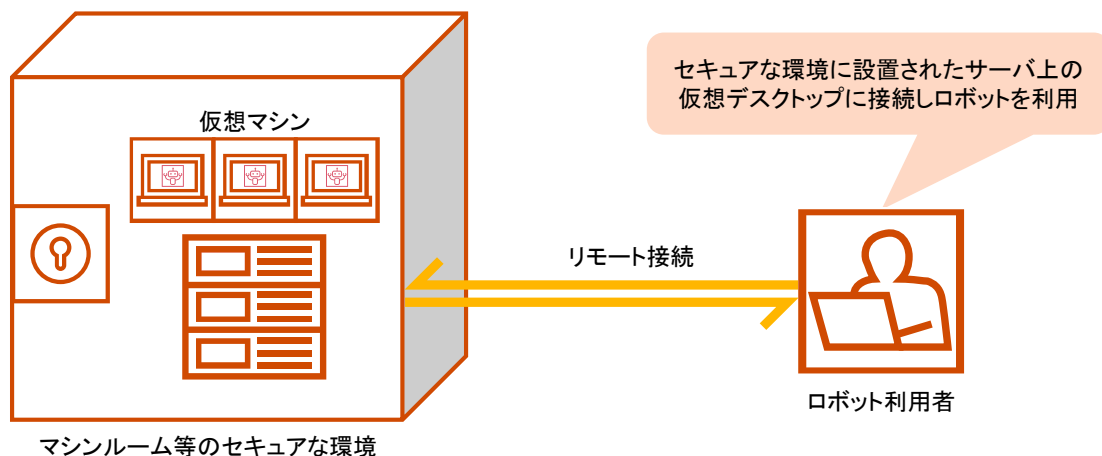 セキュアな環境に設置されたサーバ上の
仮想デスクトップに接続しロボットを利用
仮想マシン
リモート接続
ロボット利用者
マシンルーム等のセキュアな環境